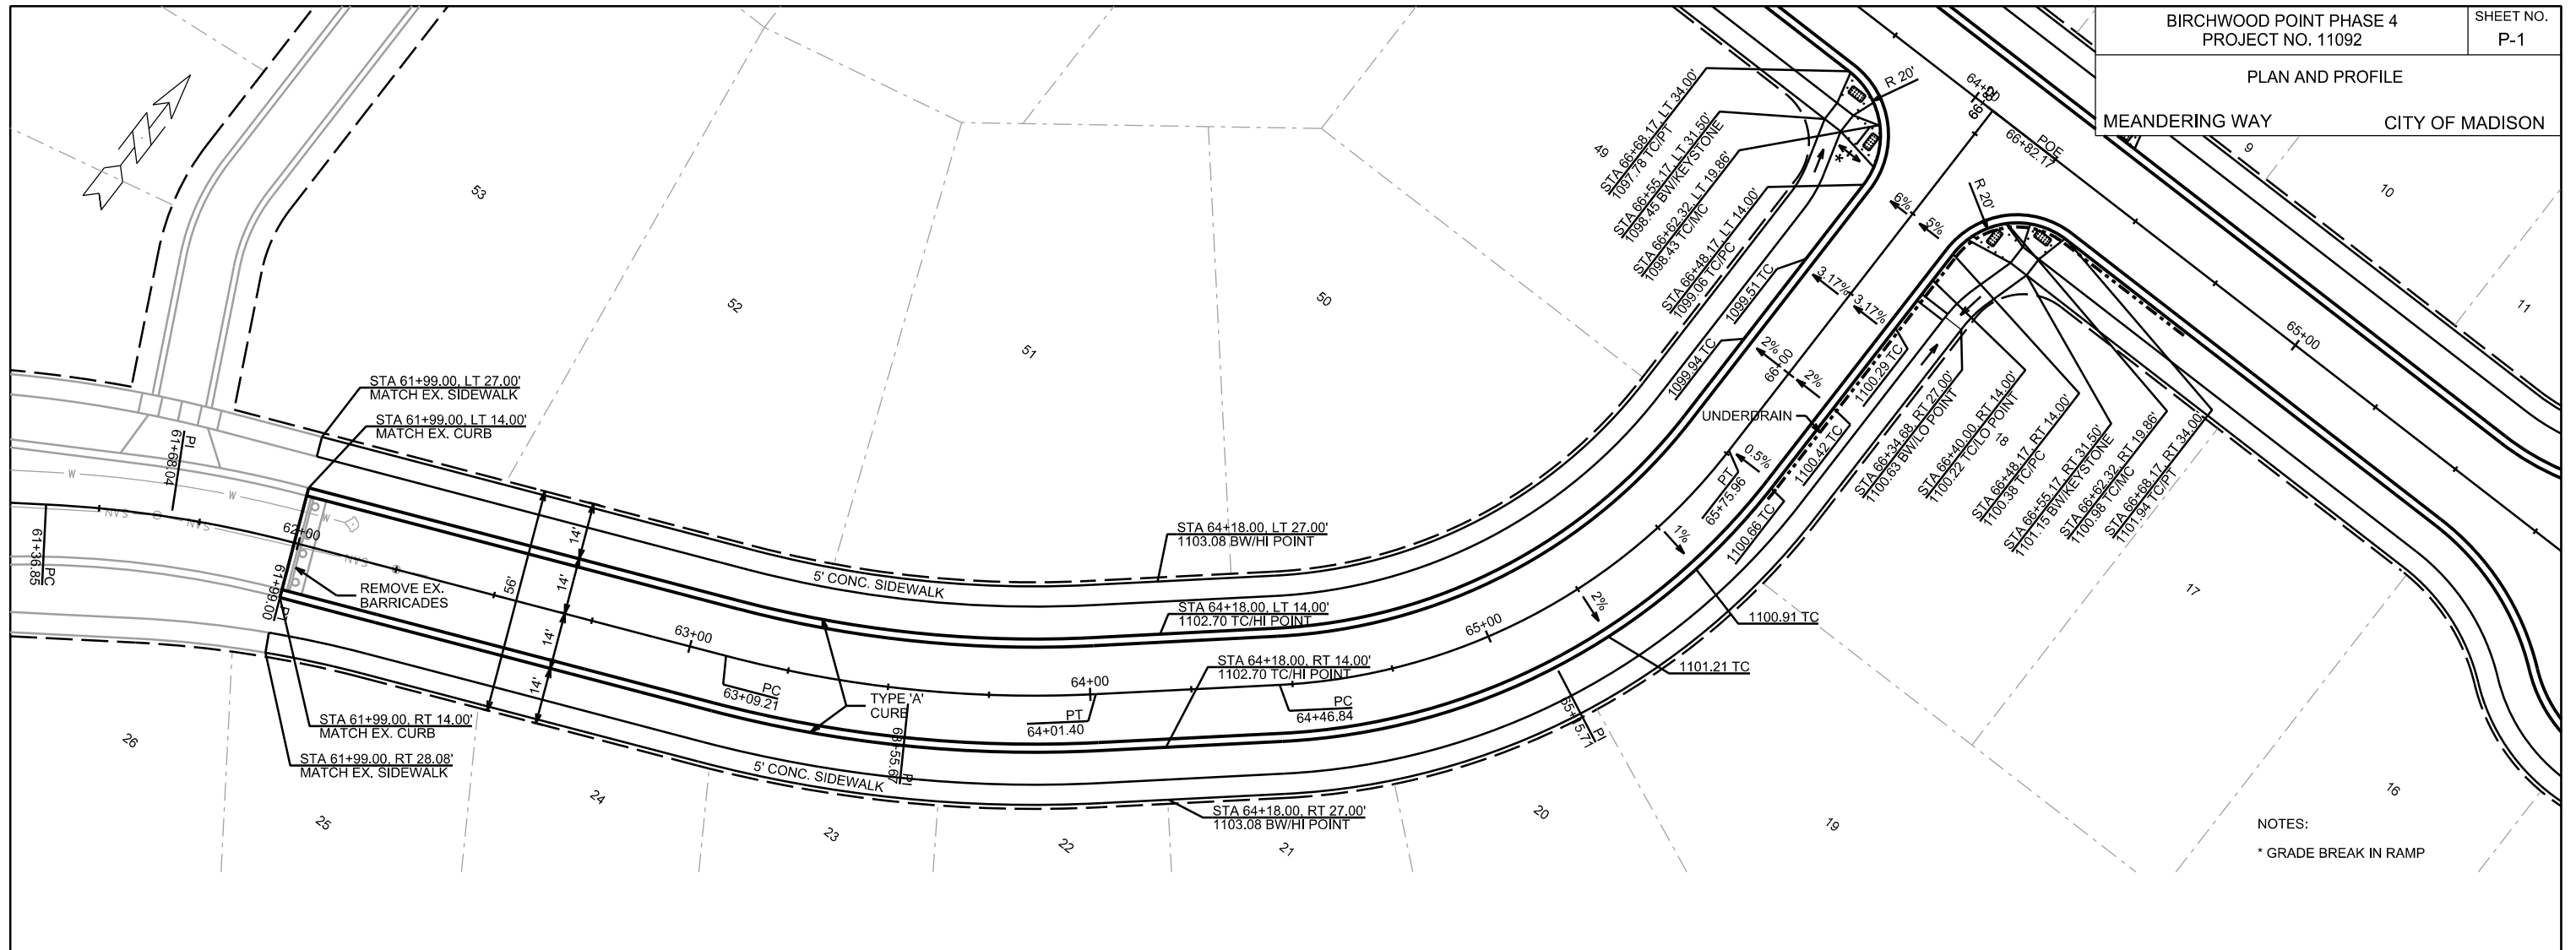 BIRCHWOOD POINT PHASE 4
PROJECT NO. 11092
SHEET NO.
P-1
PLAN AND PROFILE
MEANDERING WAY
CITY OF MADISON
STA 66+68.17, LT 34.00'
1097.78 TC/PT
STA 66+55.17, LT 31.50'
1098.45 BW/KEYSTONE
STA 66+62.32, LT 19.86'
1098.43 TC/MC
STA 66+48.17, LT 14.00'
1099.06 TC/PC
1099.51 TC
1099.94 TC
R 20'
*
64+00
66+82
POE
66+82.17
R 20'
6%
5%
3.17%
3.17%
2%
66+00
2%
UNDERDRAIN
0.5%
PT
65+75.96
1%
2%
1100.29 TC
1100.42 TC
1100.66 TC
1100.91 TC
1101.21 TC
STA 66+34.68, RT 27.00'
1100.63 BW/LO POINT
STA 66+40.00, RT 14.00'
1100.22 TC/LO POINT
STA 66+48.17, RT 14.00'
1100.38 TC/PC
STA 66+55.17, RT 31.50'
1101.15 BW/KEYSTONE
STA 66+62.32, RT 19.86'
1100.98 TC/MC
STA 66+68.17, RT 34.00'
1101.94 TC/PT
65+00
9
10
11
49
53
52
51
50
STA 61+99.00, LT 27.00'
MATCH EX. SIDEWALK
STA 61+99.00, LT 14.00'
MATCH EX. CURB
PI
61+68.04
W
W
W
SAN
SAN
SAN
61+36.85
PC
62+00
61+99.00
PT
REMOVE EX.
BARRICADES
56'
14'
14'
14'
14'
5' CONC. SIDEWALK
STA 64+18.00, LT 27.00'
1103.08 BW/HI POINT
STA 64+18.00, LT 14.00'
1102.70 TC/HI POINT
STA 64+18.00, RT 14.00'
1102.70 TC/HI POINT
63+00
PC
63+09.21
TYPE 'A'
CURB
63+55.67
PI
64+00
PT
64+01.40
PC
64+46.84
65+00
PI
STA 61+99.00, RT 14.00'
MATCH EX. CURB
STA 61+99.00, RT 28.08'
MATCH EX. SIDEWALK
5' CONC. SIDEWALK
STA 64+18.00, RT 27.00'
1103.08 BW/HI POINT
26
25
24
23
22
21
20
19
18
17
16
NOTES:
* GRADE BREAK IN RAMP